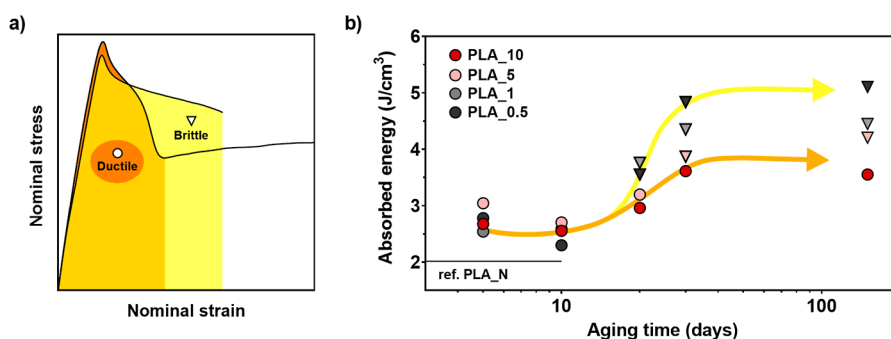 a)
Nominal stress
Brittle
Ductile
Nominal strain
b)
Absorbed energy (J/cm³)
6
5
4
3
2
PLA_10
PLA_5
PLA_1
PLA_0.5
ref. PLA_N
10
100
Aging time (days)